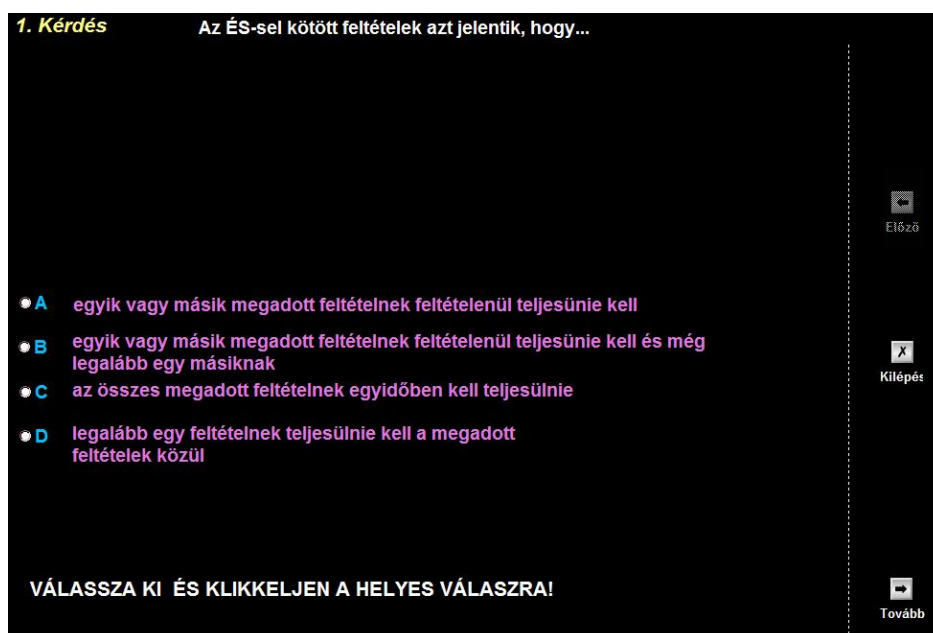 1. Kérdés
Az ÉS-sel kötött feltételek azt jelentik, hogy...
Előző
A egyik vagy másik megadott feltételnek feltételenül teljesünie kell
B egyik vagy másik megadott feltételnek feltételenül teljesünie kell és még
legalább egy másiknak
Kilépés
C az összes megadott feltételnek egyidőben kell teljesülnie
D legalább egy feltételnek teljesülnie kell a megadott
feltételek közül
VÁLASSZA KI ÉS KLIKKELJEN A HELYES VÁLASZRA!
Tovább